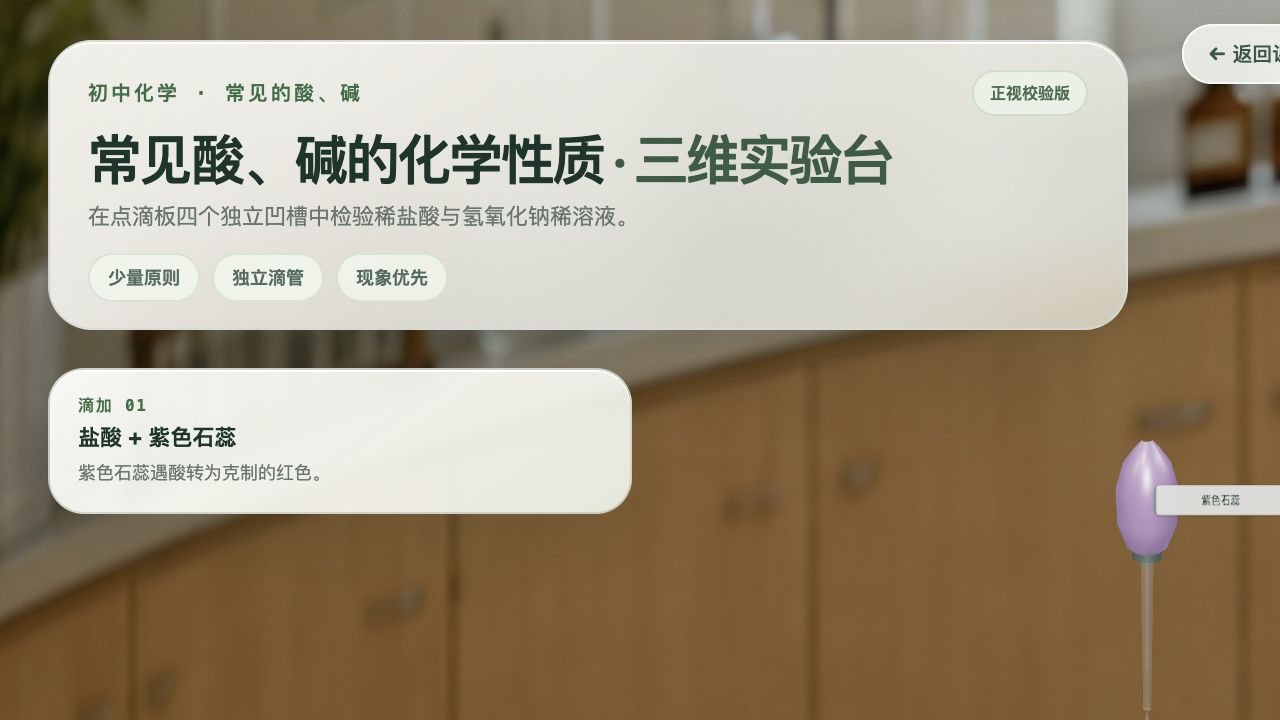 初中化学 · 常见的酸、碱
正视校验版
← 返回
常见酸、碱的化学性质·三维实验台
在点滴板四个独立凹槽中检验稀盐酸与氢氧化钠稀溶液。
少量原则
独立滴管
现象优先
滴加 01
盐酸 + 紫色石蕊
紫色石蕊遇酸转为克制的红色。
紫色石蕊